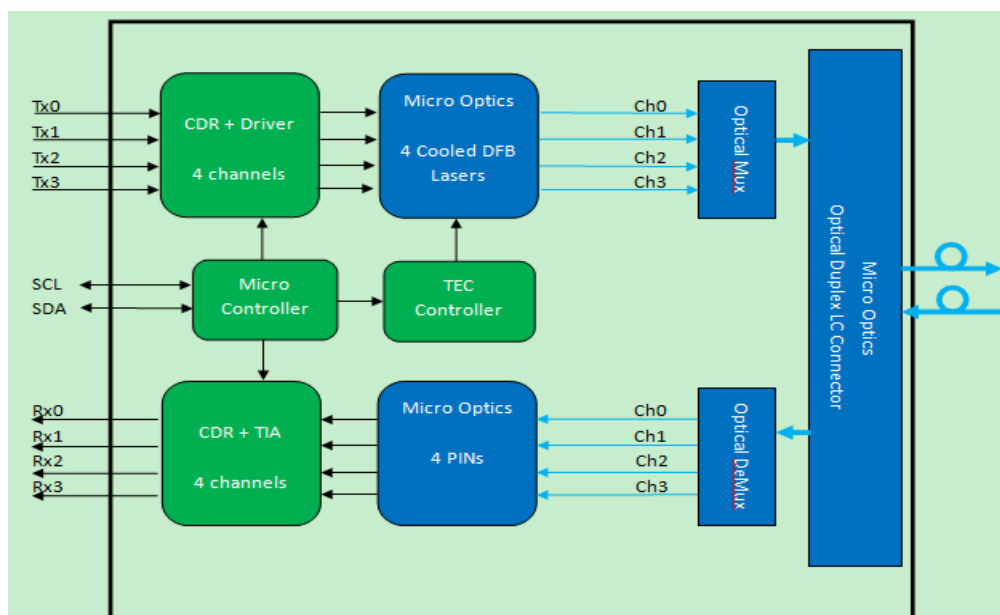 Tx0
Tx1
Tx2
Tx3
CDR + Driver
4 channels
Micro Optics
4 Cooled DFB
Lasers
Ch0
Ch1
Ch2
Ch3
Optical Mux
SCL
SDA
Micro
Controller
TEC
Controller
Micro Optics
Optical Duplex LC Connector
Rx0
Rx1
Rx2
Rx3
CDR + TIA
4 channels
Micro Optics
4 PINs
Ch0
Ch1
Ch2
Ch3
Optical DeMux